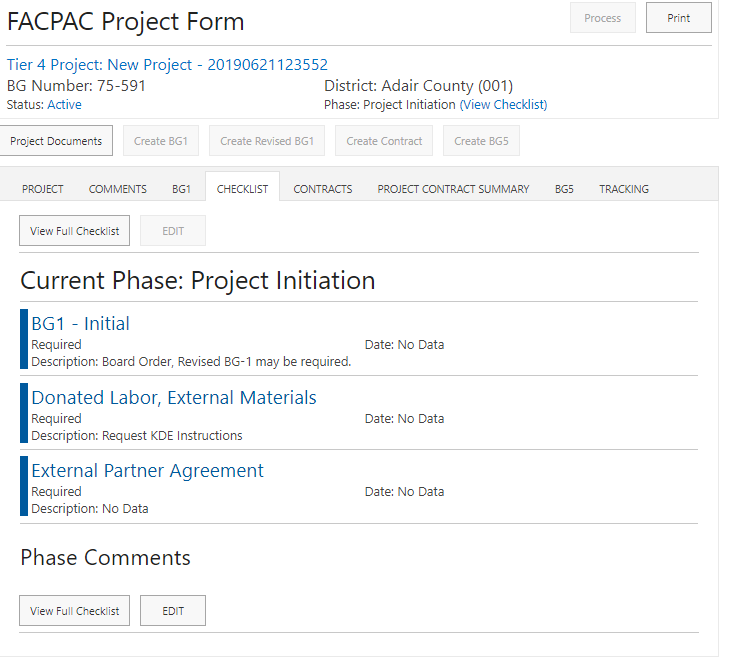 FACPAC Project Form
Process
Print
Tier 4 Project: New Project - 20190621123552
BG Number: 75-591
District: Adair County (001)
Status: Active
Phase: Project Initiation (View Checklist)
Project Documents
Create BG1
Create Revised BG1
Create Contract
Create BG5
PROJECT
COMMENTS
BG1
CHECKLIST
CONTRACTS
PROJECT CONTRACT SUMMARY
BG5
TRACKING
View Full Checklist
EDIT
Current Phase: Project Initiation
BG1 - Initial
Required
Date: No Data
Description: Board Order, Revised BG-1 may be required.
Donated Labor, External Materials
Required
Date: No Data
Description: Request KDE Instructions
External Partner Agreement
Required
Date: No Data
Description: No Data
Phase Comments
View Full Checklist
EDIT